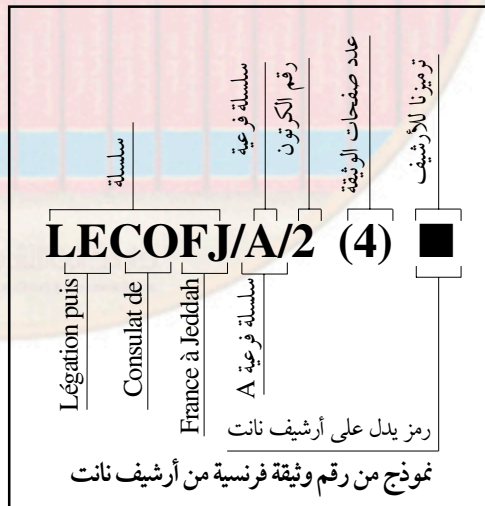 سلسلة
سلسلة فرعية
رقم الكرتون
عدد صفحات الوثيقة
ترميزنا للأرشيف
LECOFJ/A/2 (4) ■
Légation puis
Consulat de
France à Jeddah
سلسلة فرعية A
رمز يدل على أرشيف نانت
نموذج من رقم وثيقة فرنسية من أرشيف نانت